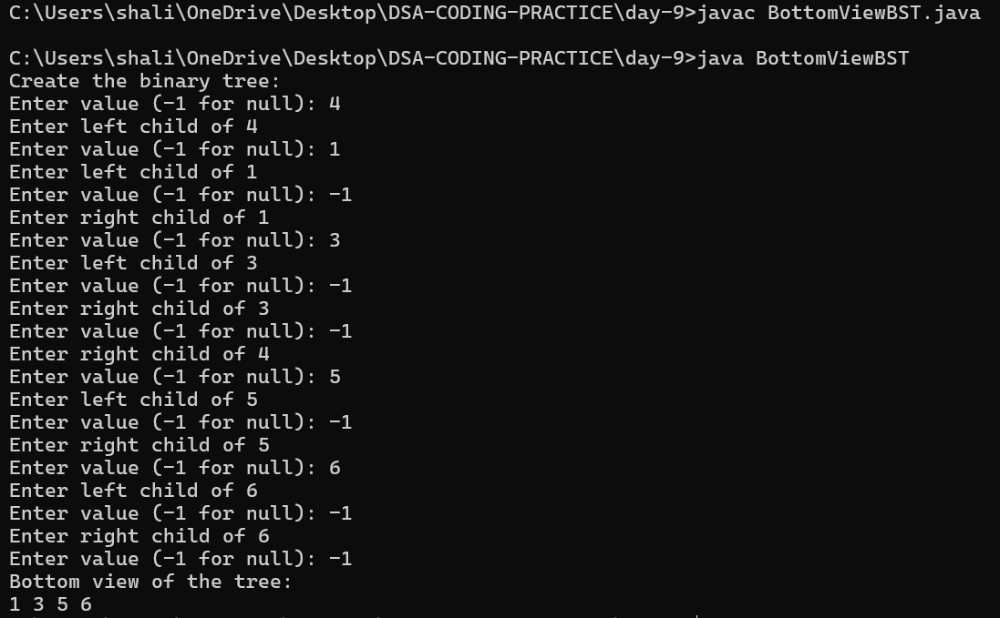 C:\Users\shali\OneDrive\Desktop\DSA-CODING-PRACTICE\day-9>javac BottomViewBST.java
C:\Users\shali\OneDrive\Desktop\DSA-CODING-PRACTICE\day-9>java BottomViewBST
Create the binary tree:
Enter value (-1 for null): 4
Enter left child of 4
Enter value (-1 for null): 1
Enter left child of 1
Enter value (-1 for null): -1
Enter right child of 1
Enter value (-1 for null): 3
Enter left child of 3
Enter value (-1 for null): -1
Enter right child of 3
Enter value (-1 for null): -1
Enter right child of 4
Enter value (-1 for null): 5
Enter left child of 5
Enter value (-1 for null): -1
Enter right child of 5
Enter value (-1 for null): 6
Enter left child of 6
Enter value (-1 for null): -1
Enter right child of 6
Enter value (-1 for null): -1
Bottom view of the tree:
1 3 5 6